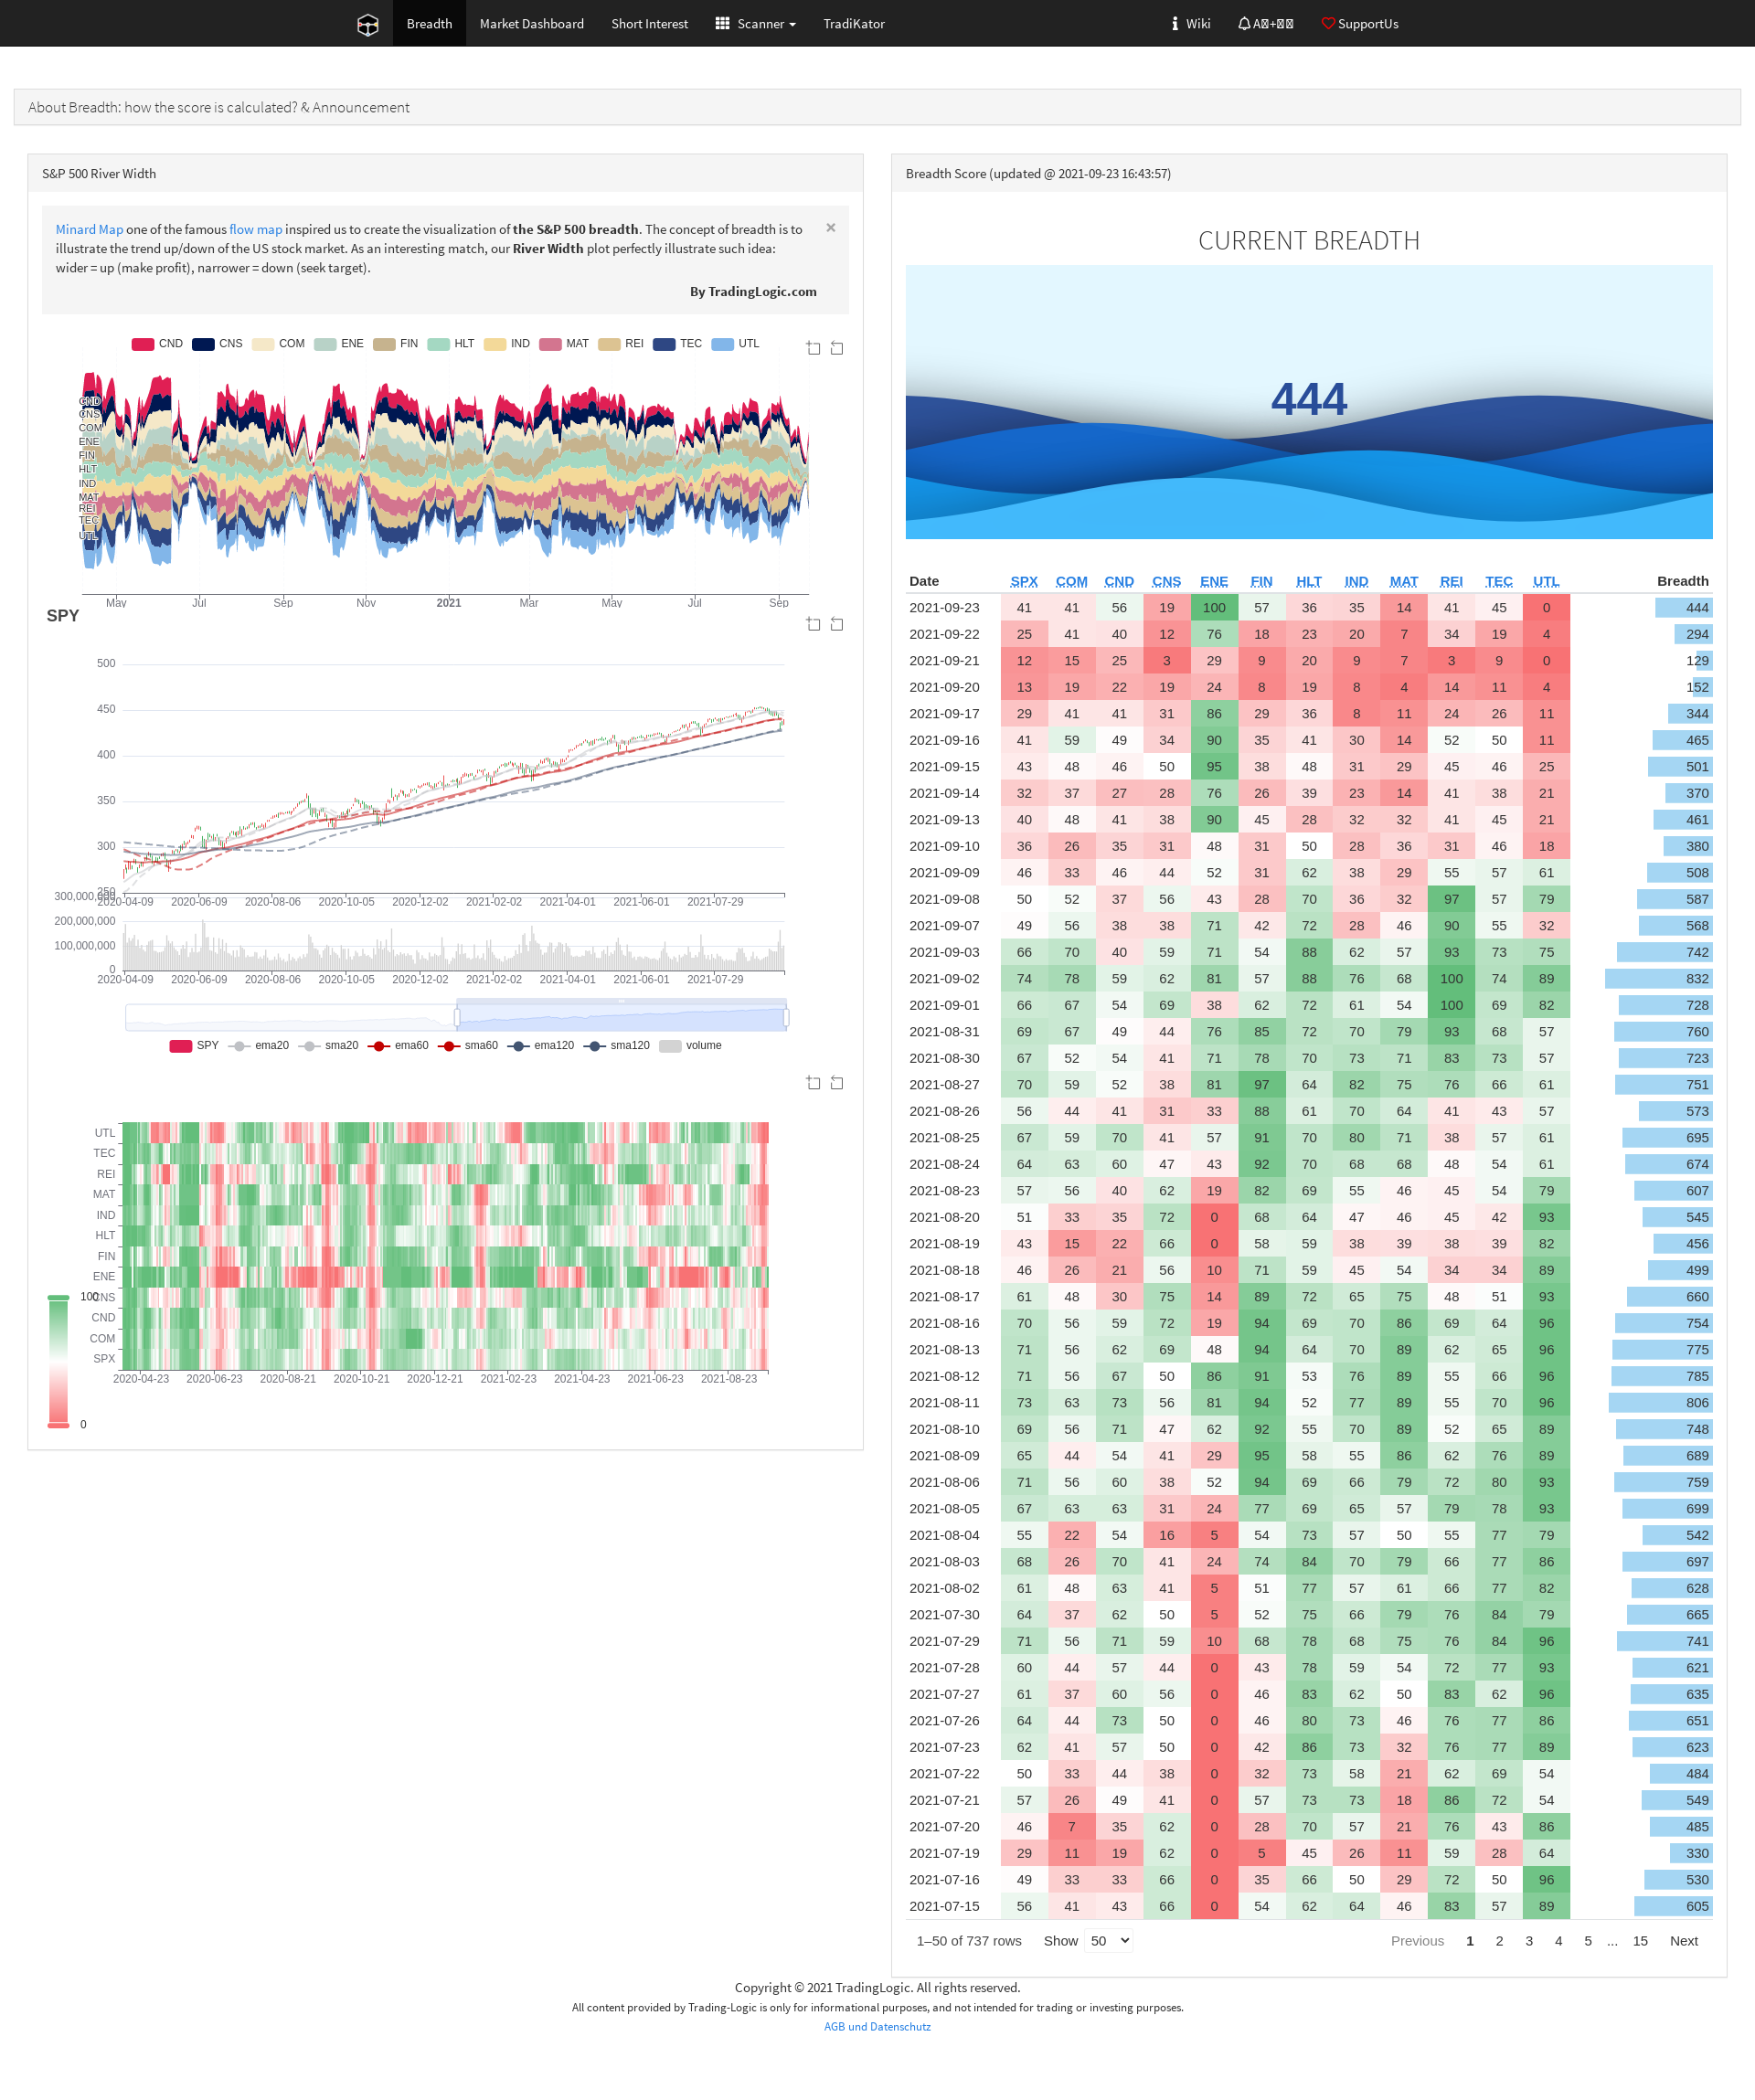 Breadth Market Dashboard Short Interest Scanner TradiKator Wiki SupportUs
About Breadth: how the score is calculated? & Announcement
S&P 500 River Width
Minard Map one of the famous flow map inspired us to create the visualization of the S&P 500 breadth. The concept of breadth is to
illustrate the trend up/down of the US stock market. As an interesting match, our River Width plot perfectly illustrate such idea:
wider = up (make profit), narrower = down (seek target).
×
By TradingLogic.com
CND CNS COM ENE FIN HLT IND MAT REI TEC UTL
CND
CNS
COM
ENE
FIN
HLT
IND
MAT
REI
TEC
UTL
May Jul Sep Nov 2021 Mar May Jul Sep
SPY
500
450
400
350
300
250
2020-04-09 2020-06-09 2020-08-06 2020-10-05 2020-12-02 2021-02-02 2021-04-01 2021-06-01 2021-07-29
300,000,000
200,000,000
100,000,000
0
2020-04-09 2020-06-09 2020-08-06 2020-10-05 2020-12-02 2021-02-02 2021-04-01 2021-06-01 2021-07-29
SPY ema20 sma20 ema60 sma60 ema120 sma120 volume
UTL
TEC
REI
MAT
IND
HLT
FIN
ENE
CNS
CND
COM
SPX
2020-04-23 2020-06-23 2020-08-21 2020-10-21 2020-12-21 2021-02-23 2021-04-23 2021-06-23 2021-08-23
100
0
Breadth Score (updated @ 2021-09-23 16:43:57)
CURRENT BREADTH
444
Date SPX COM CND CNS ENE FIN HLT IND MAT REI TEC UTL Breadth
2021-09-23 41 41 56 19 100 57 36 35 14 41 45 0 444
2021-09-22 25 41 40 12 76 18 23 20 7 34 19 4 294
2021-09-21 12 15 25 3 29 9 20 9 7 3 9 0 129
2021-09-20 13 19 22 19 24 8 19 8 4 14 11 4 152
2021-09-17 29 41 41 31 86 29 36 8 11 24 26 11 344
2021-09-16 41 59 49 34 90 35 41 30 14 52 50 11 465
2021-09-15 43 48 46 50 95 38 48 31 29 45 46 25 501
2021-09-14 32 37 27 28 76 26 39 23 14 41 38 21 370
2021-09-13 40 48 41 38 90 45 28 32 32 41 45 21 461
2021-09-10 36 26 35 31 48 31 50 28 36 31 46 18 380
2021-09-09 46 33 46 44 52 31 62 38 29 55 57 61 508
2021-09-08 50 52 37 56 43 28 70 36 32 97 57 79 587
2021-09-07 49 56 38 38 71 42 72 28 46 90 55 32 568
2021-09-03 66 70 40 59 71 54 88 62 57 93 73 75 742
2021-09-02 74 78 59 62 81 57 88 76 68 100 74 89 832
2021-09-01 66 67 54 69 38 62 72 61 54 100 69 82 728
2021-08-31 69 67 49 44 76 85 72 70 79 93 68 57 760
2021-08-30 67 52 54 41 71 78 70 73 71 83 73 57 723
2021-08-27 70 59 52 38 81 97 64 82 75 76 66 61 751
2021-08-26 56 44 41 31 33 88 61 70 64 41 43 57 573
2021-08-25 67 59 70 41 57 91 70 80 71 38 57 61 695
2021-08-24 64 63 60 47 43 92 70 68 68 48 54 61 674
2021-08-23 57 56 40 62 19 82 69 55 46 45 54 79 607
2021-08-20 51 33 35 72 0 68 64 47 46 45 42 93 545
2021-08-19 43 15 22 66 0 58 59 38 39 38 39 82 456
2021-08-18 46 26 21 56 10 71 59 45 54 34 34 89 499
2021-08-17 61 48 30 75 14 89 72 65 75 48 51 93 660
2021-08-16 70 56 59 72 19 94 69 70 86 69 64 96 754
2021-08-13 71 56 62 69 48 94 64 70 89 62 65 96 775
2021-08-12 71 56 67 50 86 91 53 76 89 55 66 96 785
2021-08-11 73 63 73 56 81 94 52 77 89 55 70 96 806
2021-08-10 69 56 71 47 62 92 55 70 89 52 65 89 748
2021-08-09 65 44 54 41 29 95 58 55 86 62 76 89 689
2021-08-06 71 56 60 38 52 94 69 66 79 72 80 93 759
2021-08-05 67 63 63 31 24 77 69 65 57 79 78 93 699
2021-08-04 55 22 54 16 5 54 73 57 50 55 77 79 542
2021-08-03 68 26 70 41 24 74 84 70 79 66 77 86 697
2021-08-02 61 48 63 41 5 51 77 57 61 66 77 82 628
2021-07-30 64 37 62 50 5 52 75 66 79 76 84 79 665
2021-07-29 71 56 71 59 10 68 78 68 75 76 84 96 741
2021-07-28 60 44 57 44 0 43 78 59 54 72 77 93 621
2021-07-27 61 37 60 56 0 46 83 62 50 83 62 96 635
2021-07-26 64 44 73 50 0 46 80 73 46 76 77 86 651
2021-07-23 62 41 57 50 0 42 86 73 32 76 77 89 623
2021-07-22 50 33 44 38 0 32 73 58 21 62 69 54 484
2021-07-21 57 26 49 41 0 57 73 73 18 86 72 54 549
2021-07-20 46 7 35 62 0 28 70 57 21 76 43 86 485
2021-07-19 29 11 19 62 0 5 45 26 11 59 28 64 330
2021-07-16 49 33 33 66 0 35 66 50 29 72 50 96 530
2021-07-15 56 41 43 66 0 54 62 64 46 83 57 89 605
1–50 of 737 rows Show 50 Previous 1 2 3 4 5 ... 15 Next
Copyright © 2021 TradingLogic. All rights reserved.
All content provided by Trading-Logic is only for informational purposes, and not intended for trading or investing purposes.
AGB und Datenschutz